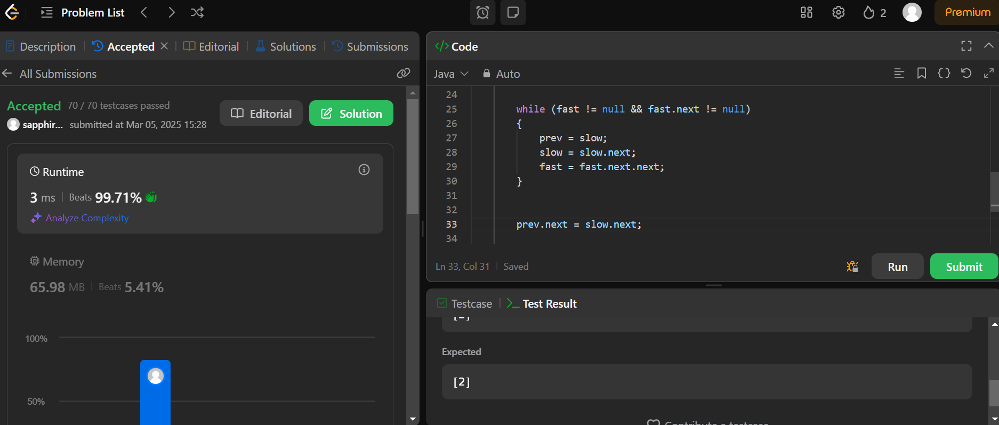 Problem List
2
Premium
Description
Accepted
Editorial
Solutions
Submissions
All Submissions
Accepted 70 / 70 testcases passed
sapphir... submitted at Mar 05, 2025 15:28
Editorial
Solution
Runtime
3 ms | Beats 99.71%
Analyze Complexity
Memory
65.98 MB | Beats 5.41%
100%
50%
</> Code
Java
Auto
24
25 while (fast != null && fast.next != null)
26 {
27 prev = slow;
28 slow = slow.next;
29 fast = fast.next.next;
30 }
31
32
33 prev.next = slow.next;
34
Ln 33, Col 31 | Saved
Run
Submit
Testcase
>_ Test Result
Expected
[2]
Contribute a testcase